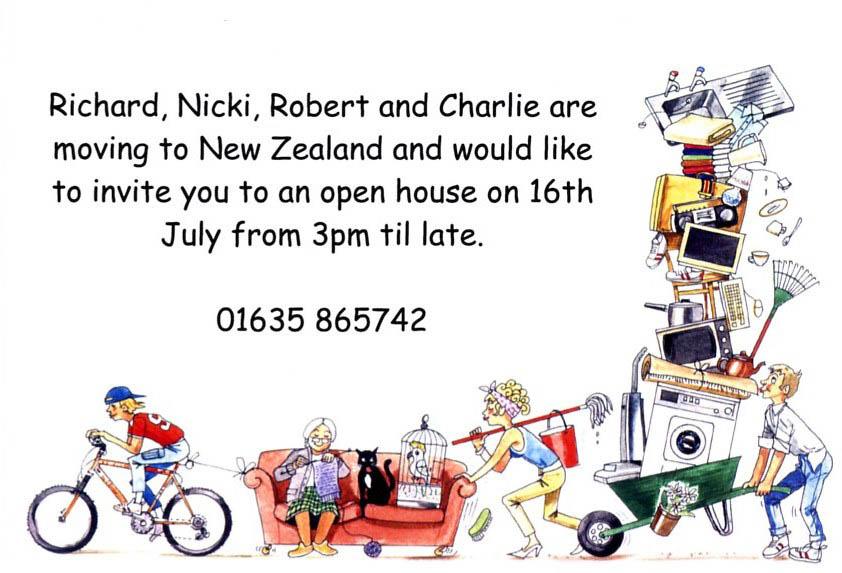 Richard, Nicki, Robert and Charlie are
moving to New Zealand and would like
to invite you to an open house on 16th
July from 3pm til late.
01635 865742